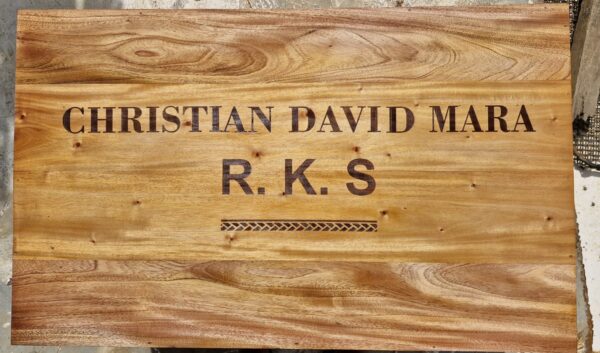 CHRISTIAN DAVID MARA
R. K. S